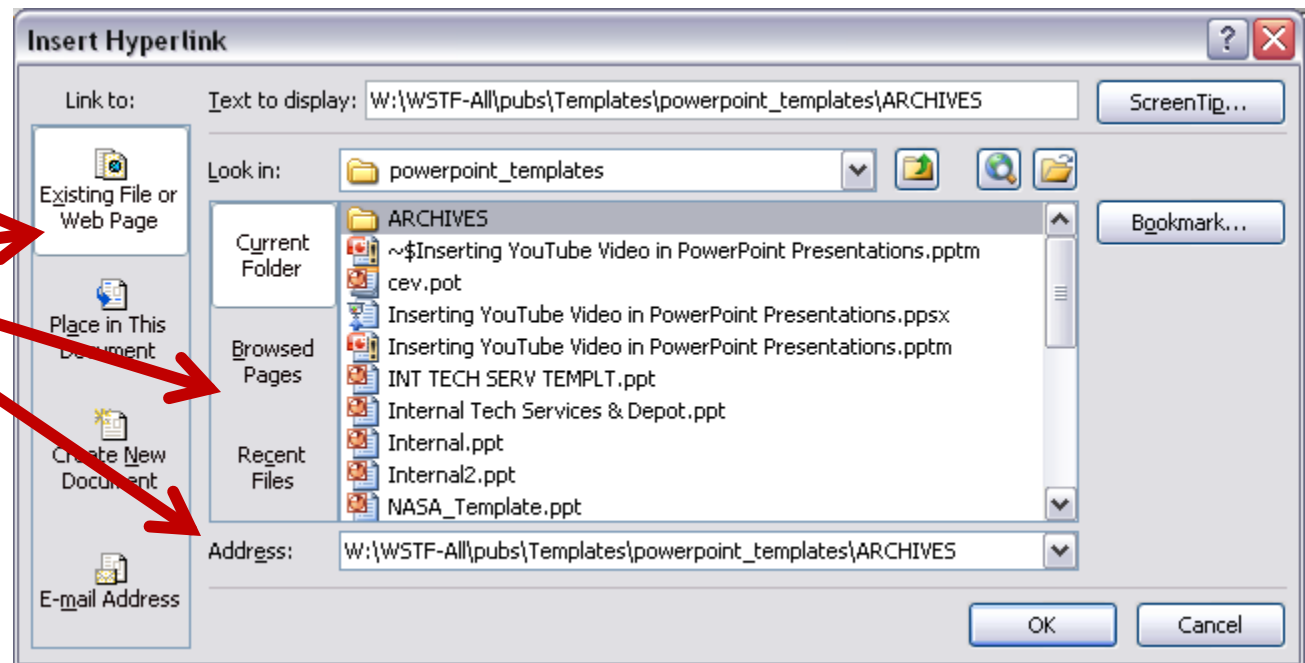 Insert Hyperlink
Link to:
Text to display: W:\WSTF-All\pubs\Templates\powerpoint_templates\ARCHIVES
ScreenTip...
Existing File or
Web Page
Place in This
Document
Create New
Document
E-mail Address
Look in: powerpoint_templates
Current
Folder
Browsed
Pages
Recent
Files
ARCHIVES
~$Inserting YouTube Video in PowerPoint Presentations.pptm
cev.pot
Inserting YouTube Video in PowerPoint Presentations.ppsx
Inserting YouTube Video in PowerPoint Presentations.pptm
INT TECH SERV TEMPLT.ppt
Internal Tech Services & Depot.ppt
Internal.ppt
Internal2.ppt
NASA_Template.ppt
Bookmark...
Address: W:\WSTF-All\pubs\Templates\powerpoint_templates\ARCHIVES
OK
Cancel